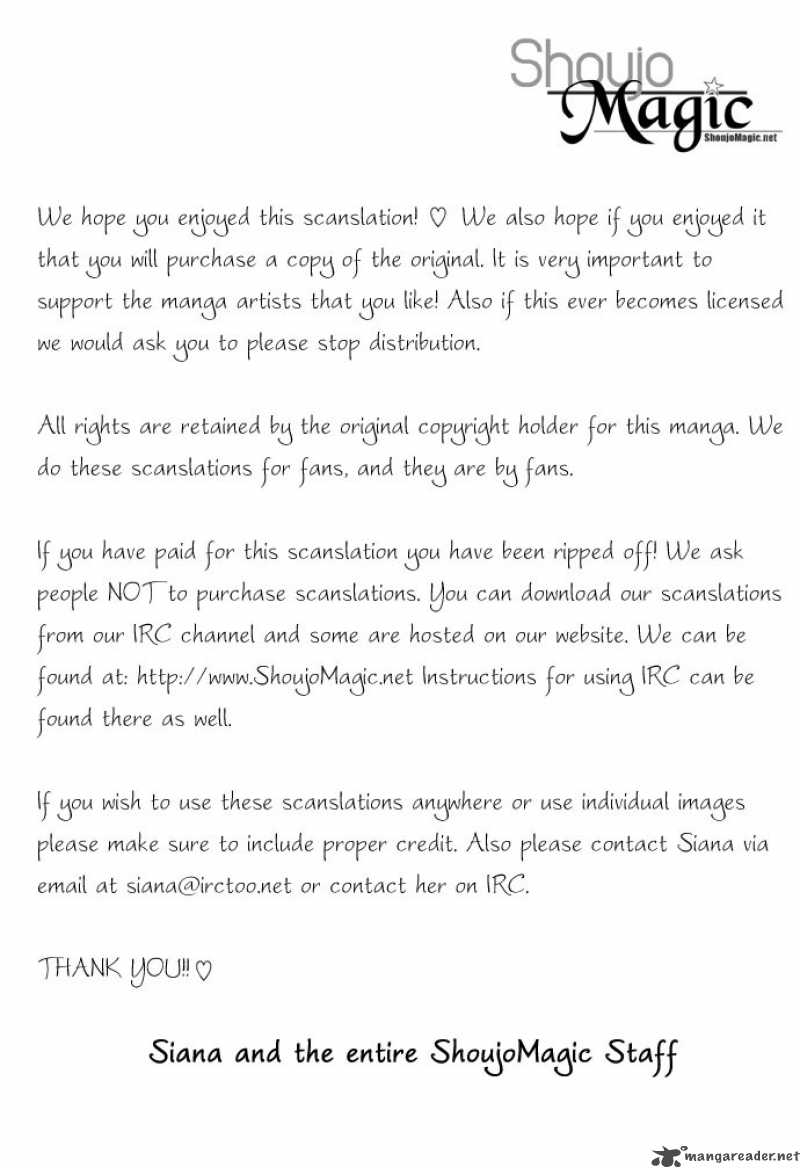 Shoujo
Magic
ShoujoMagic.net
We hope you enjoyed this scanslation! ♡ We also hope if you enjoyed it
that you will purchase a copy of the original. It is very important to
support the manga artists that you like! Also if this ever becomes licensed
we would ask you to please stop distribution.
All rights are retained by the original copyright holder for this manga. We
do these scanslations for fans, and they are by fans.
If you have paid for this scanslation you have been ripped off! We ask
people NOT to purchase scanslations. You can download our scanslations
from our IRC channel and some are hosted on our website. We can be
found at: http://www.ShoujoMagic.net Instructions for using IRC can be
found there as well.
If you wish to use these scanslations anywhere or use individual images
please make sure to include proper credit. Also please contact Siana via
email at siana@irctoo.net or contact her on IRC.
THANK YOU!! ♡
Siana and the entire ShoujoMagic Staff
mangareader.net